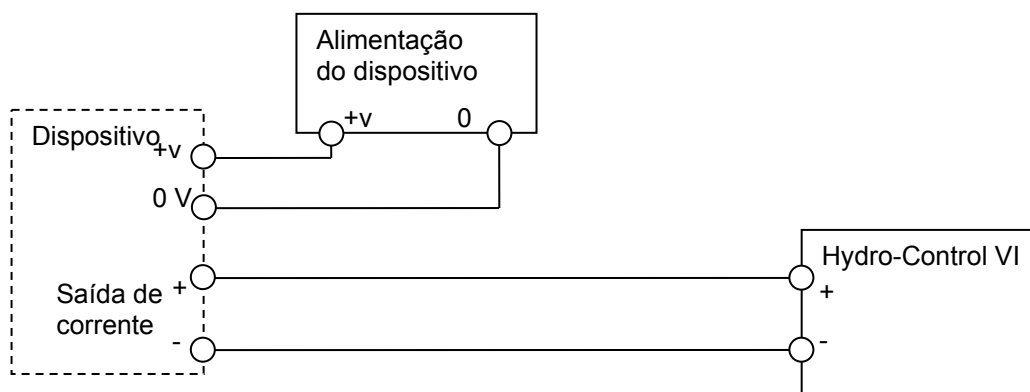 Alimentação
do dispositivo
+v
0
Dispositivo
+v
0 V
Saída de
corrente
+
-
Hydro-Control VI
+
-